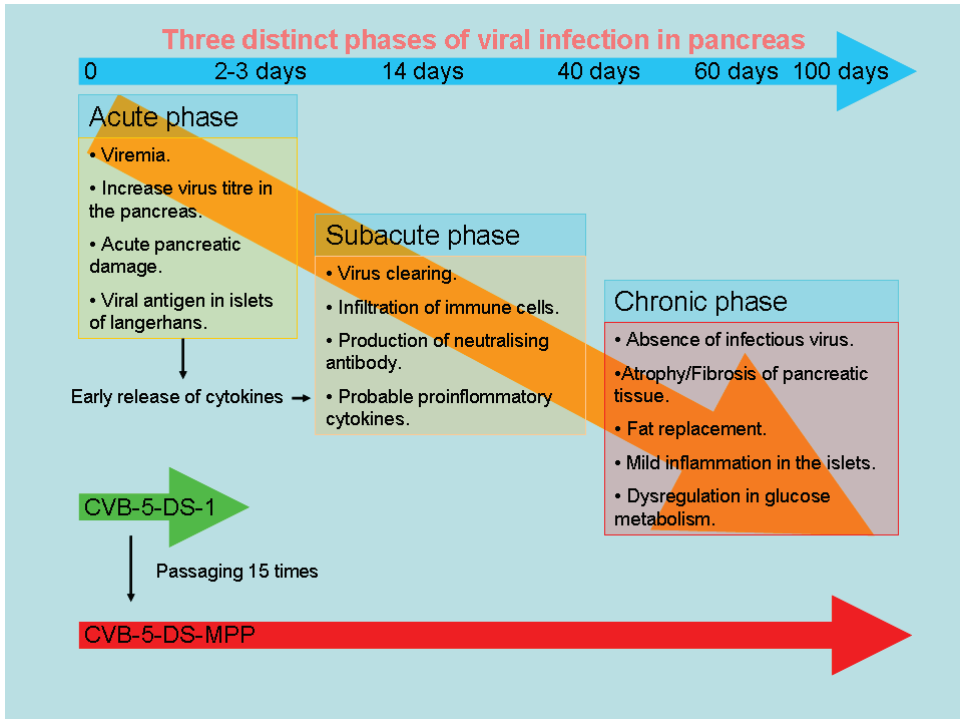 Three distinct phases of viral infection in pancreas
0 2-3 days 14 days 40 days 60 days 100 days
Acute phase
• Viremia.
• Increase virus titre in
the pancreas.
• Acute pancreatic
damage.
• Viral antigen in islets
of langerhans.
Early release of cytokines
Subacute phase
• Virus clearing.
• Infiltration of immune cells.
• Production of neutralising
antibody.
• Probable proinflommatory
cytokines.
Chronic phase
• Absence of infectious virus.
•Atrophy/Fibrosis of pancreatic
tissue.
• Fat replacement.
• Mild inflammation in the islets.
• Dysregulation in glucose
metabolism.
CVB-5-DS-1
Passaging 15 times
CVB-5-DS-MPP